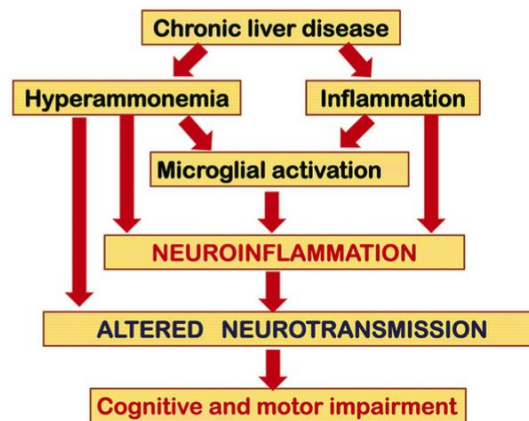 Chronic liver disease
Hyperammonemia
Inflammation
Microglial activation
NEUROINFLAMMATION
ALTERED NEUROTRANSMISSION
Cognitive and motor impairment